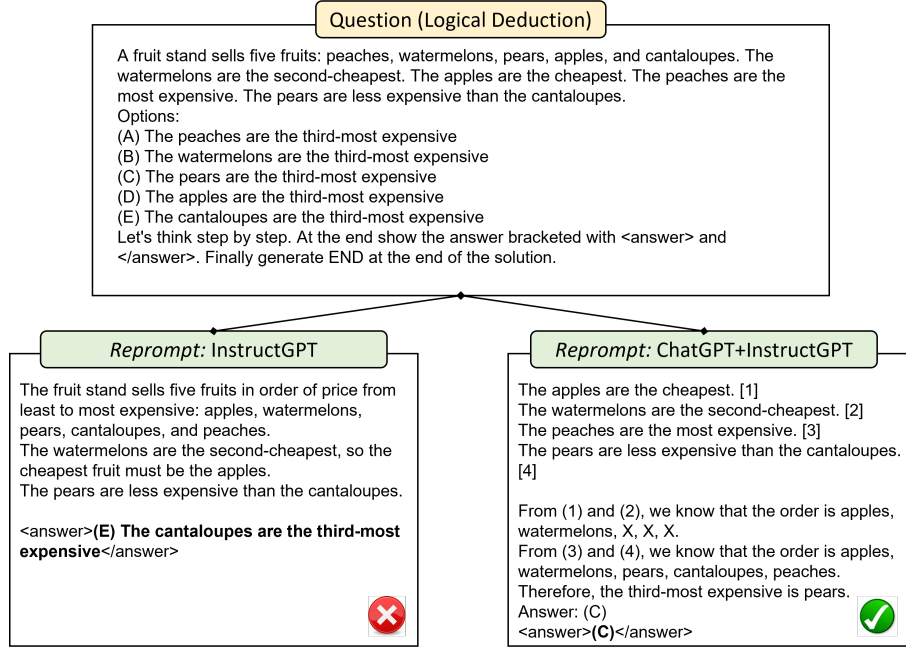 Question (Logical Deduction)
A fruit stand sells five fruits: peaches, watermelons, pears, apples, and cantaloupes. The
watermelons are the second-cheapest. The apples are the cheapest. The peaches are the
most expensive. The pears are less expensive than the cantaloupes.
Options:
(A) The peaches are the third-most expensive
(B) The watermelons are the third-most expensive
(C) The pears are the third-most expensive
(D) The apples are the third-most expensive
(E) The cantaloupes are the third-most expensive
Let's think step by step. At the end show the answer bracketed with <answer> and
</answer>. Finally generate END at the end of the solution.
Reprompt: InstructGPT
The fruit stand sells five fruits in order of price from
least to most expensive: apples, watermelons,
pears, cantaloupes, and peaches.
The watermelons are the second-cheapest, so the
cheapest fruit must be the apples.
The pears are less expensive than the cantaloupes.
<answer>(E) The cantaloupes are the third-most
expensive</answer>
Reprompt: ChatGPT+InstructGPT
The apples are the cheapest. [1]
The watermelons are the second-cheapest. [2]
The peaches are the most expensive. [3]
The pears are less expensive than the cantaloupes.
[4]
From (1) and (2), we know that the order is apples,
watermelons, X, X, X.
From (3) and (4), we know that the order is apples,
watermelons, pears, cantaloupes, peaches.
Therefore, the third-most expensive is pears.
Answer: (C)
<answer>(C)</answer>